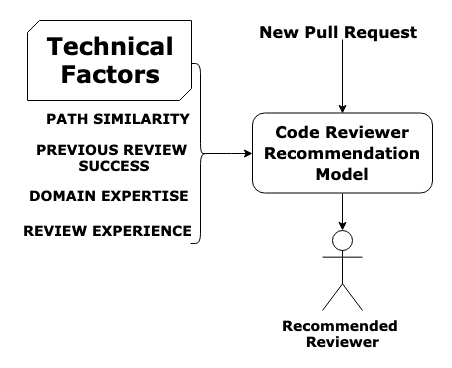 Technical
Factors
PATH SIMILARITY
PREVIOUS REVIEW
SUCCESS
DOMAIN EXPERTISE
REVIEW EXPERIENCE
New Pull Request
Code Reviewer
Recommendation
Model
Recommended
Reviewer